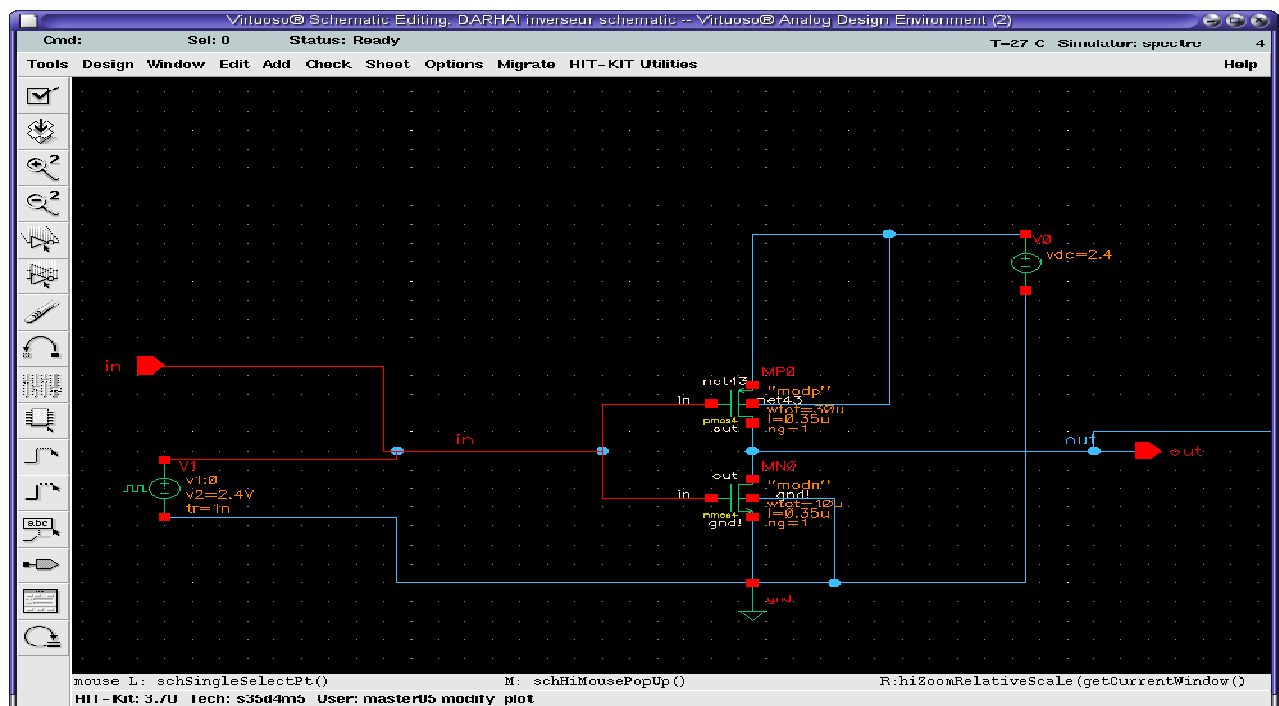 Virtuoso® Schematic Editing: DARHAI inverseur schematic -- Virtuoso® Analog Design Environment (2)
Cmd: Sel: 0 Status: Ready T=27 C Simulator: spectre 4
Tools Design Window Edit Add Check Sheet Options Migrate HIT-KIT Utilities Help
2
2
V0
vdc=2.4
in
MP0
net43
"modp"
in
net43
wtot=30u
l=0.35u
pmos4
out
ng=1
in
out
out
V1
v1:0
v2=2.4V
tr=1n
MN0
out
"modn"
in
gnd!
wtot=10u
l=0.35u
nmos4
gnd!
ng=1
gnd
abc
mouse L: schSingleSelectPt() M: schHiMousePopUp() R:hiZoomRelativeScale(getCurrentWindow()
HIT-Kit: 3.70 Tech: s35d4m5 User: master05 modify plot